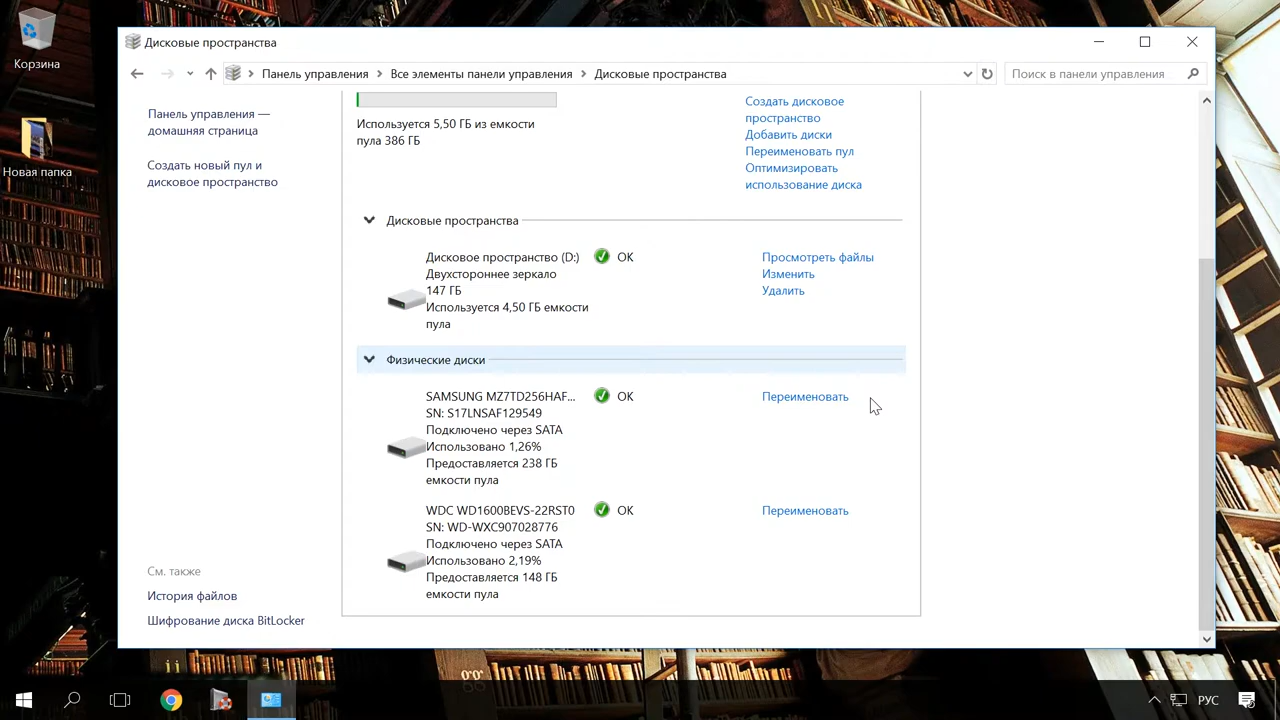 Корзина
Новая папка
Дисковые пространства
Панель управления
Все элементы панели управления
Дисковые пространства
Поиск в панели управления
Панель управления —
домашняя страница
Создать новый пул и
дисковое пространство
Используется 5,50 ГБ из емкости
пула 386 ГБ
Создать дисковое
пространство
Добавить диски
Переименовать пул
Оптимизировать
использование диска
Дисковые пространства
Дисковое пространство (D:)
OK
Просмотреть файлы
Двухстороннее зеркало
Изменить
147 ГБ
Удалить
Используется 4,50 ГБ емкости
пула
Физические диски
SAMSUNG MZ7TD256HAF...
OK
Переименовать
SN: S17LNSAF129549
Подключено через SATA
Использовано 1,26%
Предоставляется 238 ГБ
емкости пула
WDC WD1600BEVS-22RST0
OK
Переименовать
SN: WD-WXC907028776
Подключено через SATA
Использовано 2,19%
Предоставляется 148 ГБ
емкости пула
См. также
История файлов
Шифрование диска BitLocker
РУС